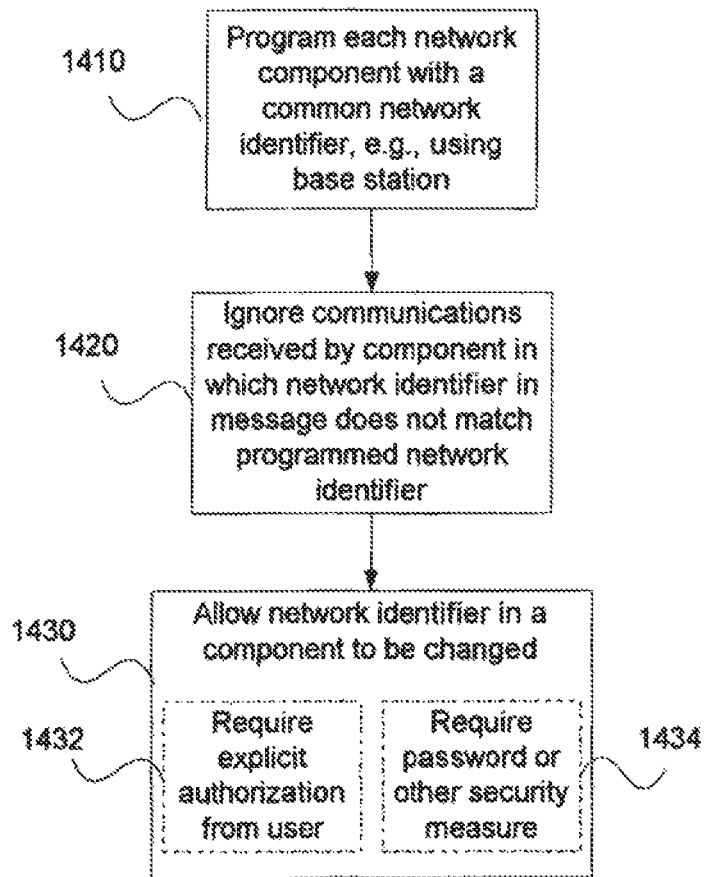 1410
Program each network
component with a
common network
identifier, e.g., using
base station
1420
Ignore communications
received by component in
which network identifier in
message does not match
programmed network
identifier
1430
Allow network identifier in a
component to be changed
1432
Require
explicit
authorization
from user
Require
password or
other security
measure
1434